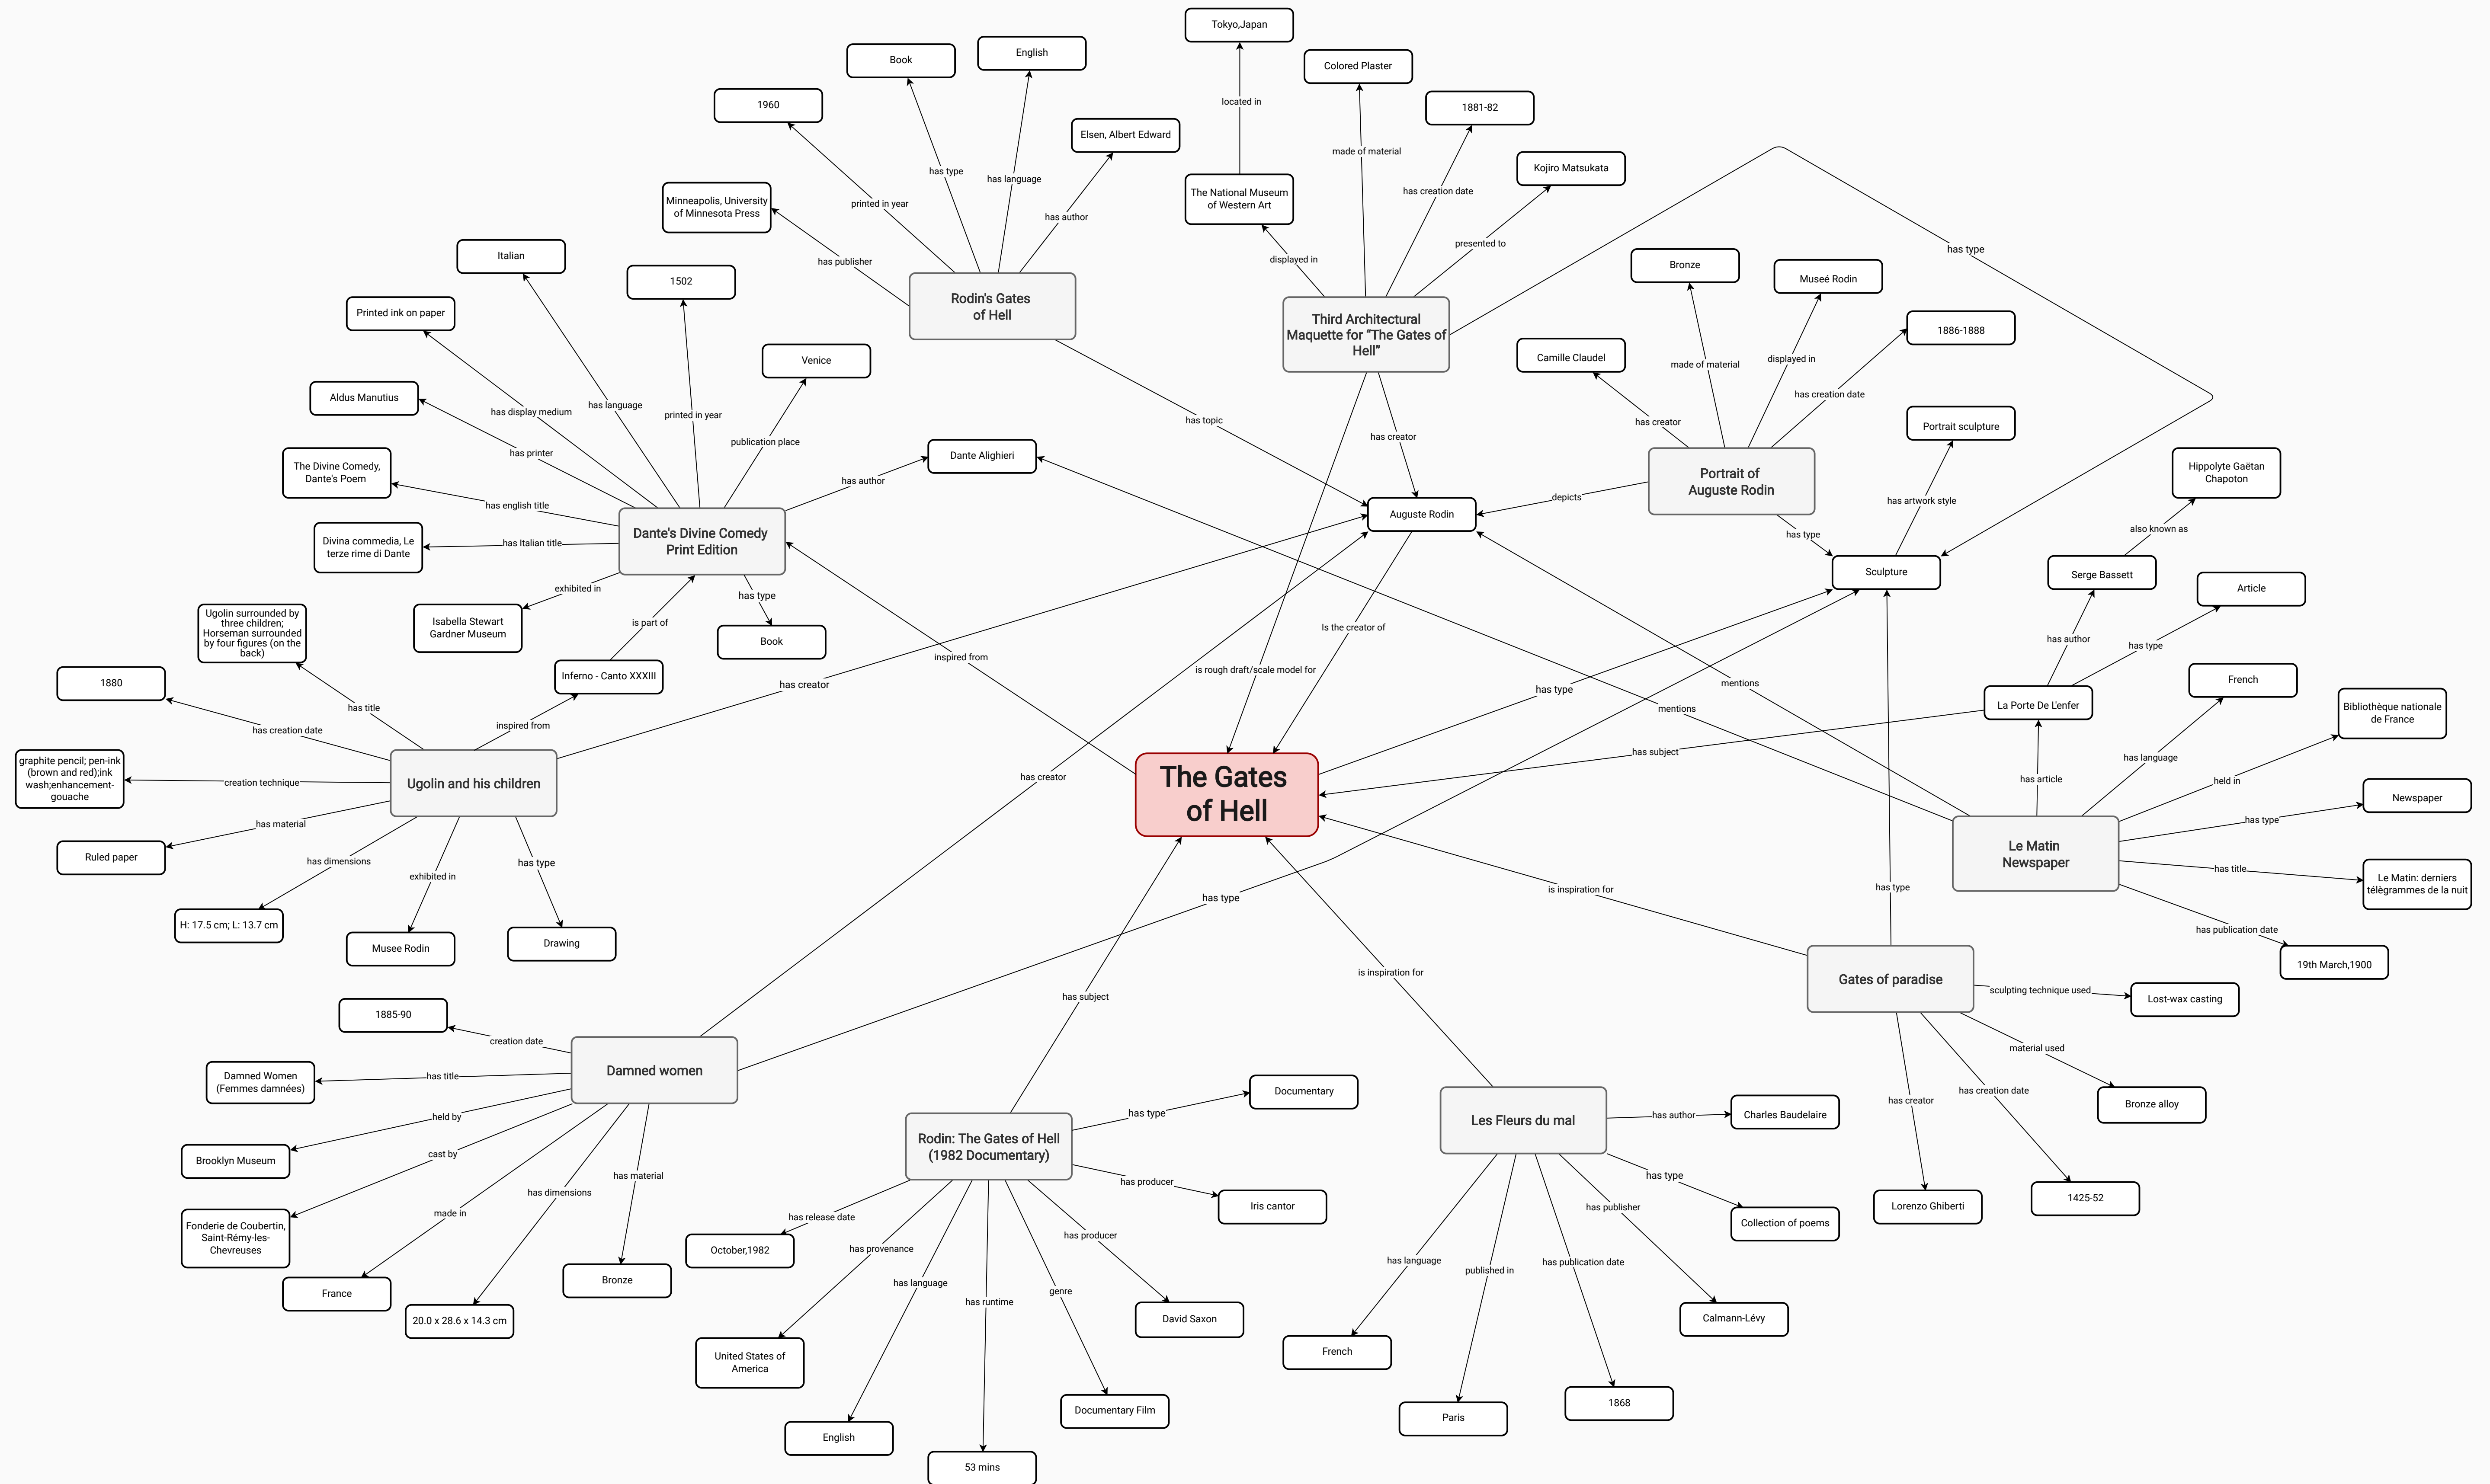 Tokyo,Japan
Book
English
Colored Plaster
1960
located in
1881-82
Elsen, Albert Edward
made of material
Kojiro Matsukata
has type
has language
The National Museum
of Western Art
has creation date
Minneapolis, University
of Minnesota Press
printed in year
has author
presented to
displayed in
has publisher
has type
Italian
1502
Bronze
Museé Rodin
Rodin's Gates
of Hell
Third Architectural
Maquette for “The Gates of
Hell”
Printed ink on paper
1886-1888
Venice
Camille Claudel
made of material
displayed in
Aldus Manutius
has display medium
has language
printed in year
has creation date
publication place
has topic
has creator
has creator
Portrait sculpture
has printer
Dante Alighieri
The Divine Comedy,
Dante's Poem
has author
Portrait of
Auguste Rodin
Hippolyte Gaëtan
Chapoton
has english title
depicts
has artwork style
Auguste Rodin
also known as
Dante's Divine Comedy
Print Edition
has type
Divina commedia, Le
terze rime di Dante
has Italian title
Sculpture
Serge Bassett
Article
exhibited in
has type
Ugolin surrounded by
three children;
Horseman surrounded
by four figures (on the
back)
Isabella Stewart
Gardner Museum
is part of
Book
Is the creator of
has author
has type
inspired from
is rough draft/scale model for
1880
Inferno - Canto XXXIII
has creator
has type
mentions
mentions
French
La Porte De L'enfer
Bibliothèque nationale
de France
has title
has creation date
inspired from
has subject
has language
graphite pencil; pen-ink
(brown and red);ink
wash;enhancement-
gouache
creation technique
Ugolin and his children
has creator
The Gates
of Hell
has article
held in
Newspaper
has type
has material
Ruled paper
has dimensions
has type
exhibited in
Le Matin
Newspaper
has title
Le Matin: derniers
télègrammes de la nuit
is inspiration for
has type
has type
H: 17.5 cm; L: 13.7 cm
Musee Rodin
Drawing
has publication date
19th March,1900
has subject
is inspiration for
Gates of paradise
sculpting technique used
Lost-wax casting
1885-90
creation date
material used
Damned Women
(Femmes damnées)
has title
Damned women
Documentary
has creator
has creation date
Bronze alloy
held by
has type
Les Fleurs du mal
has author
Charles Baudelaire
Brooklyn Museum
cast by
Rodin: The Gates of Hell
(1982 Documentary)
has material
has producer
has type
has dimensions
Iris cantor
Lorenzo Ghiberti
1425-52
made in
has release date
has publisher
Collection of poems
Fonderie de Coubertin,
Saint-Rémy-les-
Chevreuses
October,1982
has provenance
has producer
has language
has publication date
published in
Bronze
has language
genre
has runtime
France
20.0 x 28.6 x 14.3 cm
David Saxon
Calmann-Lévy
United States of
America
French
Documentary Film
Paris
1868
English
53 mins